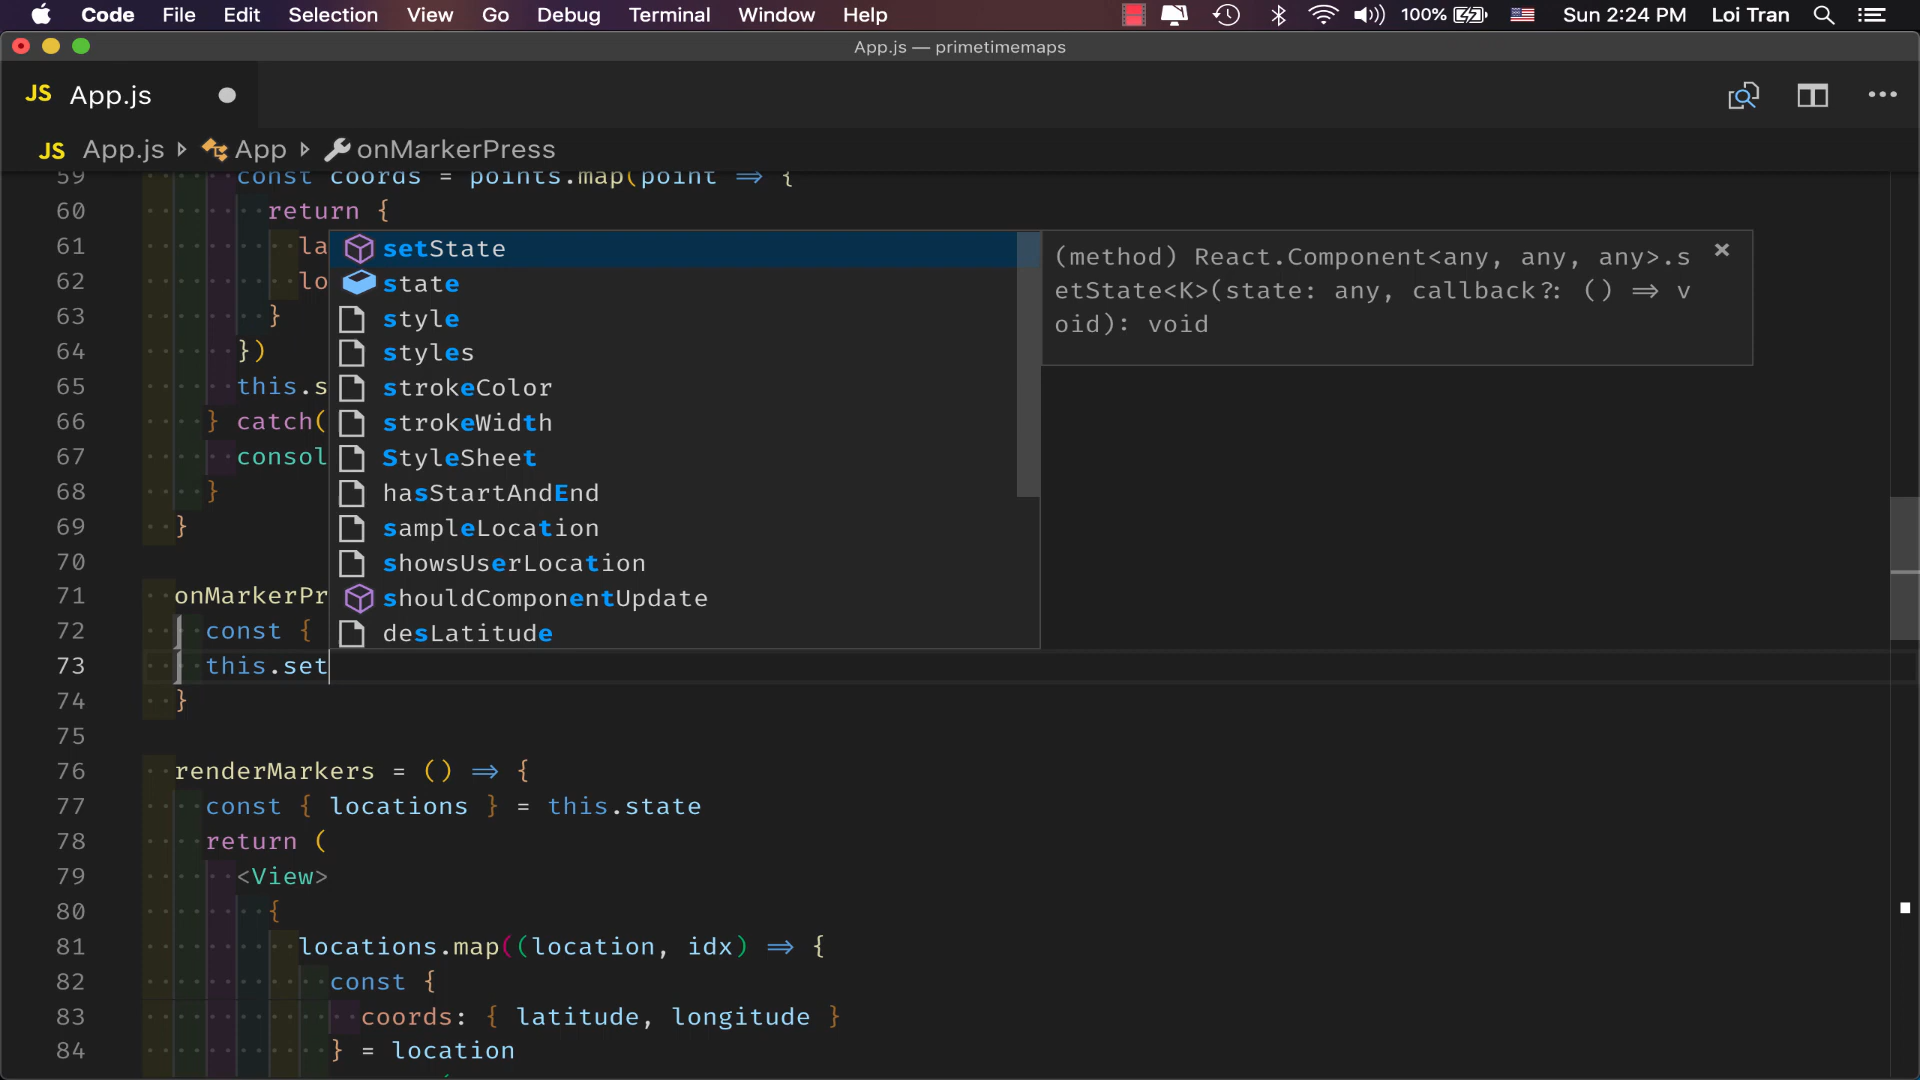 Code File Edit Selection View Go Debug Terminal Window Help 100% Sun 2:24 PM Loi Tran
App.js — primetimemaps
JS App.js
JS App.js App onMarkerPress
59 const coords = points.map(point => {
60 return {
61 la
62 lo
63 }
64 })
65 this.s
66 } catch(
67 consol
68 }
69 }
70
71 onMarkerPr
72 const {
73 this.set
74 }
75
76 renderMarkers = () => {
77 const { locations } = this.state
78 return (
79 <View>
80 {
81 locations.map((location, idx) => {
82 const {
83 coords: { latitude, longitude }
84 } = location
setState
state
style
styles
strokeColor
strokeWidth
StyleSheet
hasStartAndEnd
sampleLocation
showsUserLocation
shouldComponentUpdate
desLatitude
(method) React.Component<any, any, any>.s
etState<K>(state: any, callback?: () => v
oid): void